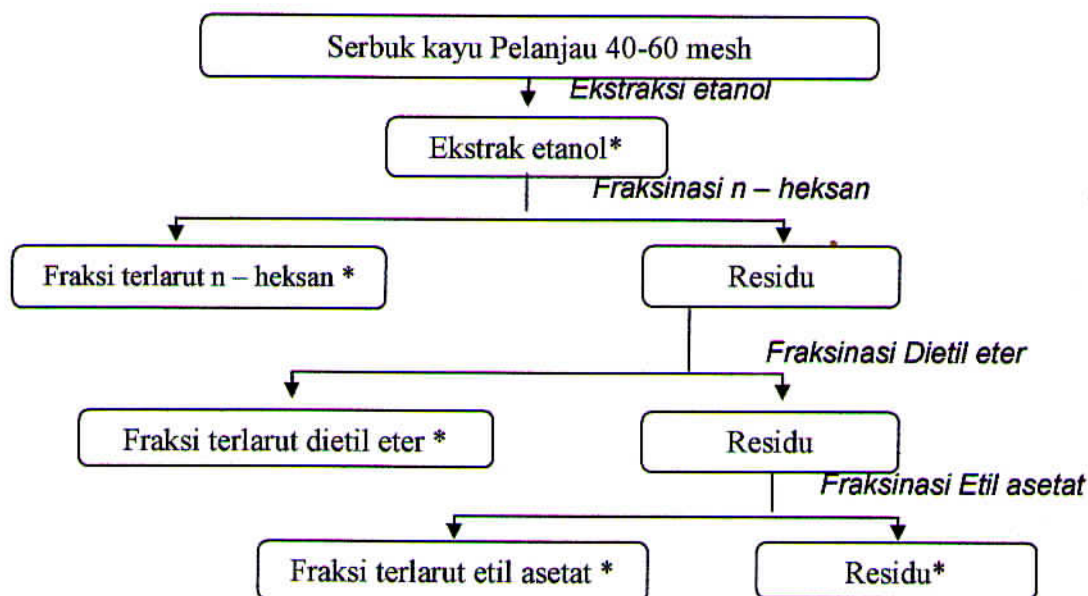 Serbuk kayu Pelanjau 40-60 mesh
Ekstraksi etanol
Ekstrak etanol*
Fraksinasi n – heksan
Fraksi terlarut n – heksan *
Residu
Fraksinasi Dietil eter
Fraksi terlarut dietil eter *
Residu
Fraksinasi Etil asetat
Fraksi terlarut etil asetat *
Residu*